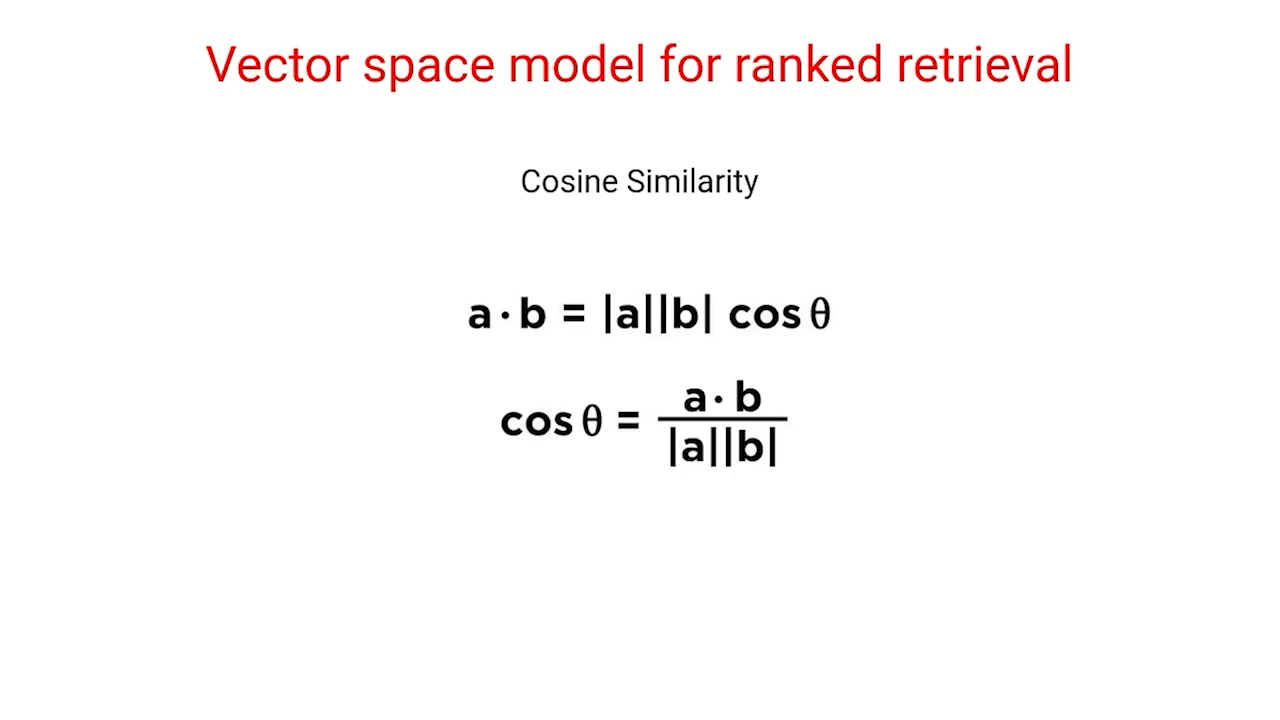 Vector space model for ranked retrieval
Cosine Similarity
a · b = |a||b| cos θ
cos θ = a · b
|a||b|